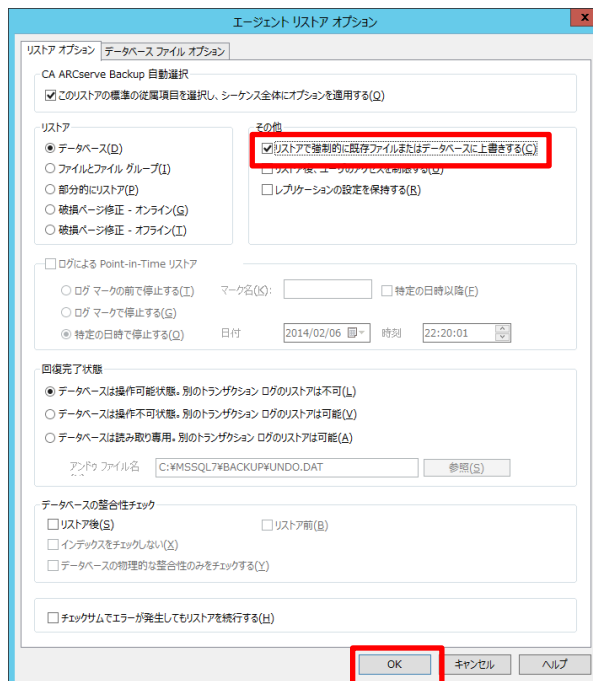 エージェント リストア オプション
x
リストア オプション データベース ファイル オプション
CA ARCserve Backup 自動選択
このリストアの標準の従属項目を選択し、シーケンス全体にオプションを適用する(O)
リストア
データベース(D)
ファイルとファイル グループ(I)
部分的にリストア(P)
破損ページ修正 - オンライン(G)
破損ページ修正 - オフライン(T)
その他
リストアで強制的に既存ファイルまたはデータベースに上書きする(C)
リストア後、ユーザのアクセスを制限する(U)
レプリケーションの設定を保持する(R)
ログによる Point-in-Time リストア
ログ マークの前で停止する(T) マーク名(K): 特定の日時以降(F)
ログ マークで停止する(G)
特定の日時で停止する(O) 日付 2014/02/06 時刻 22:20:01
回復完了状態
データベースは操作可能状態。別のトランザクション ログのリストアは不可(L)
データベースは操作不可状態。別のトランザクション ログのリストアは可能(V)
データベースは読み取り専用。別のトランザクション ログのリストアは可能(A)
アンドゥ ファイル名 C:¥MSSQL7¥BACKUP¥UNDO.DAT 参照(S)
データベースの整合性チェック
リストア後(S) リストア前(B)
インデックスをチェックしない(X)
データベースの物理的な整合性のみをチェックする(Y)
チェックサムでエラーが発生してもリストアを続行する(H)
OK キャンセル ヘルプ